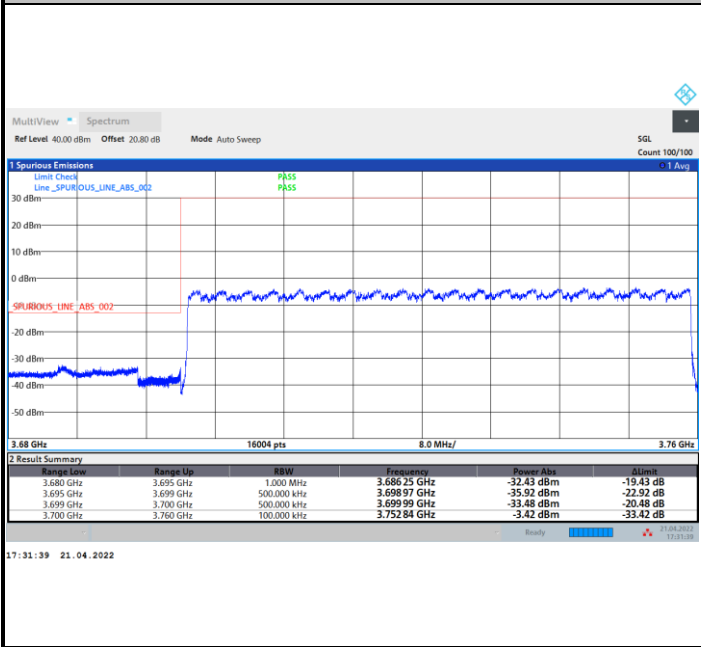 MultiView Spectrum
Ref Level 40.00 dBm Offset 20.80 dB Mode Auto Sweep SGL
Count 100/100
1 Spurious Emissions 1 Avg
Limit Check PASS
Line _SPURIOUS_LINE_ABS_002 PASS
30 dBm
20 dBm
10 dBm
0 dBm
_SPURIOUS_LINE_ABS_002
-20 dBm
-30 dBm
-40 dBm
-50 dBm
3.68 GHz 16004 pts 8.0 MHz/ 3.76 GHz
2 Result Summary
Range Low Range Up RBW Frequency Power Abs ΔLimit
3.680 GHz 3.695 GHz 1.000 MHz 3.686 25 GHz -32.43 dBm -19.43 dB
3.695 GHz 3.699 GHz 500.000 kHz 3.698 97 GHz -35.92 dBm -22.92 dB
3.699 GHz 3.700 GHz 500.000 kHz 3.699 99 GHz -33.48 dBm -20.48 dB
3.700 GHz 3.760 GHz 100.000 kHz 3.752 84 GHz -3.42 dBm -33.42 dB
Ready 21.04.2022
17:31:38
17:31:39 21.04.2022